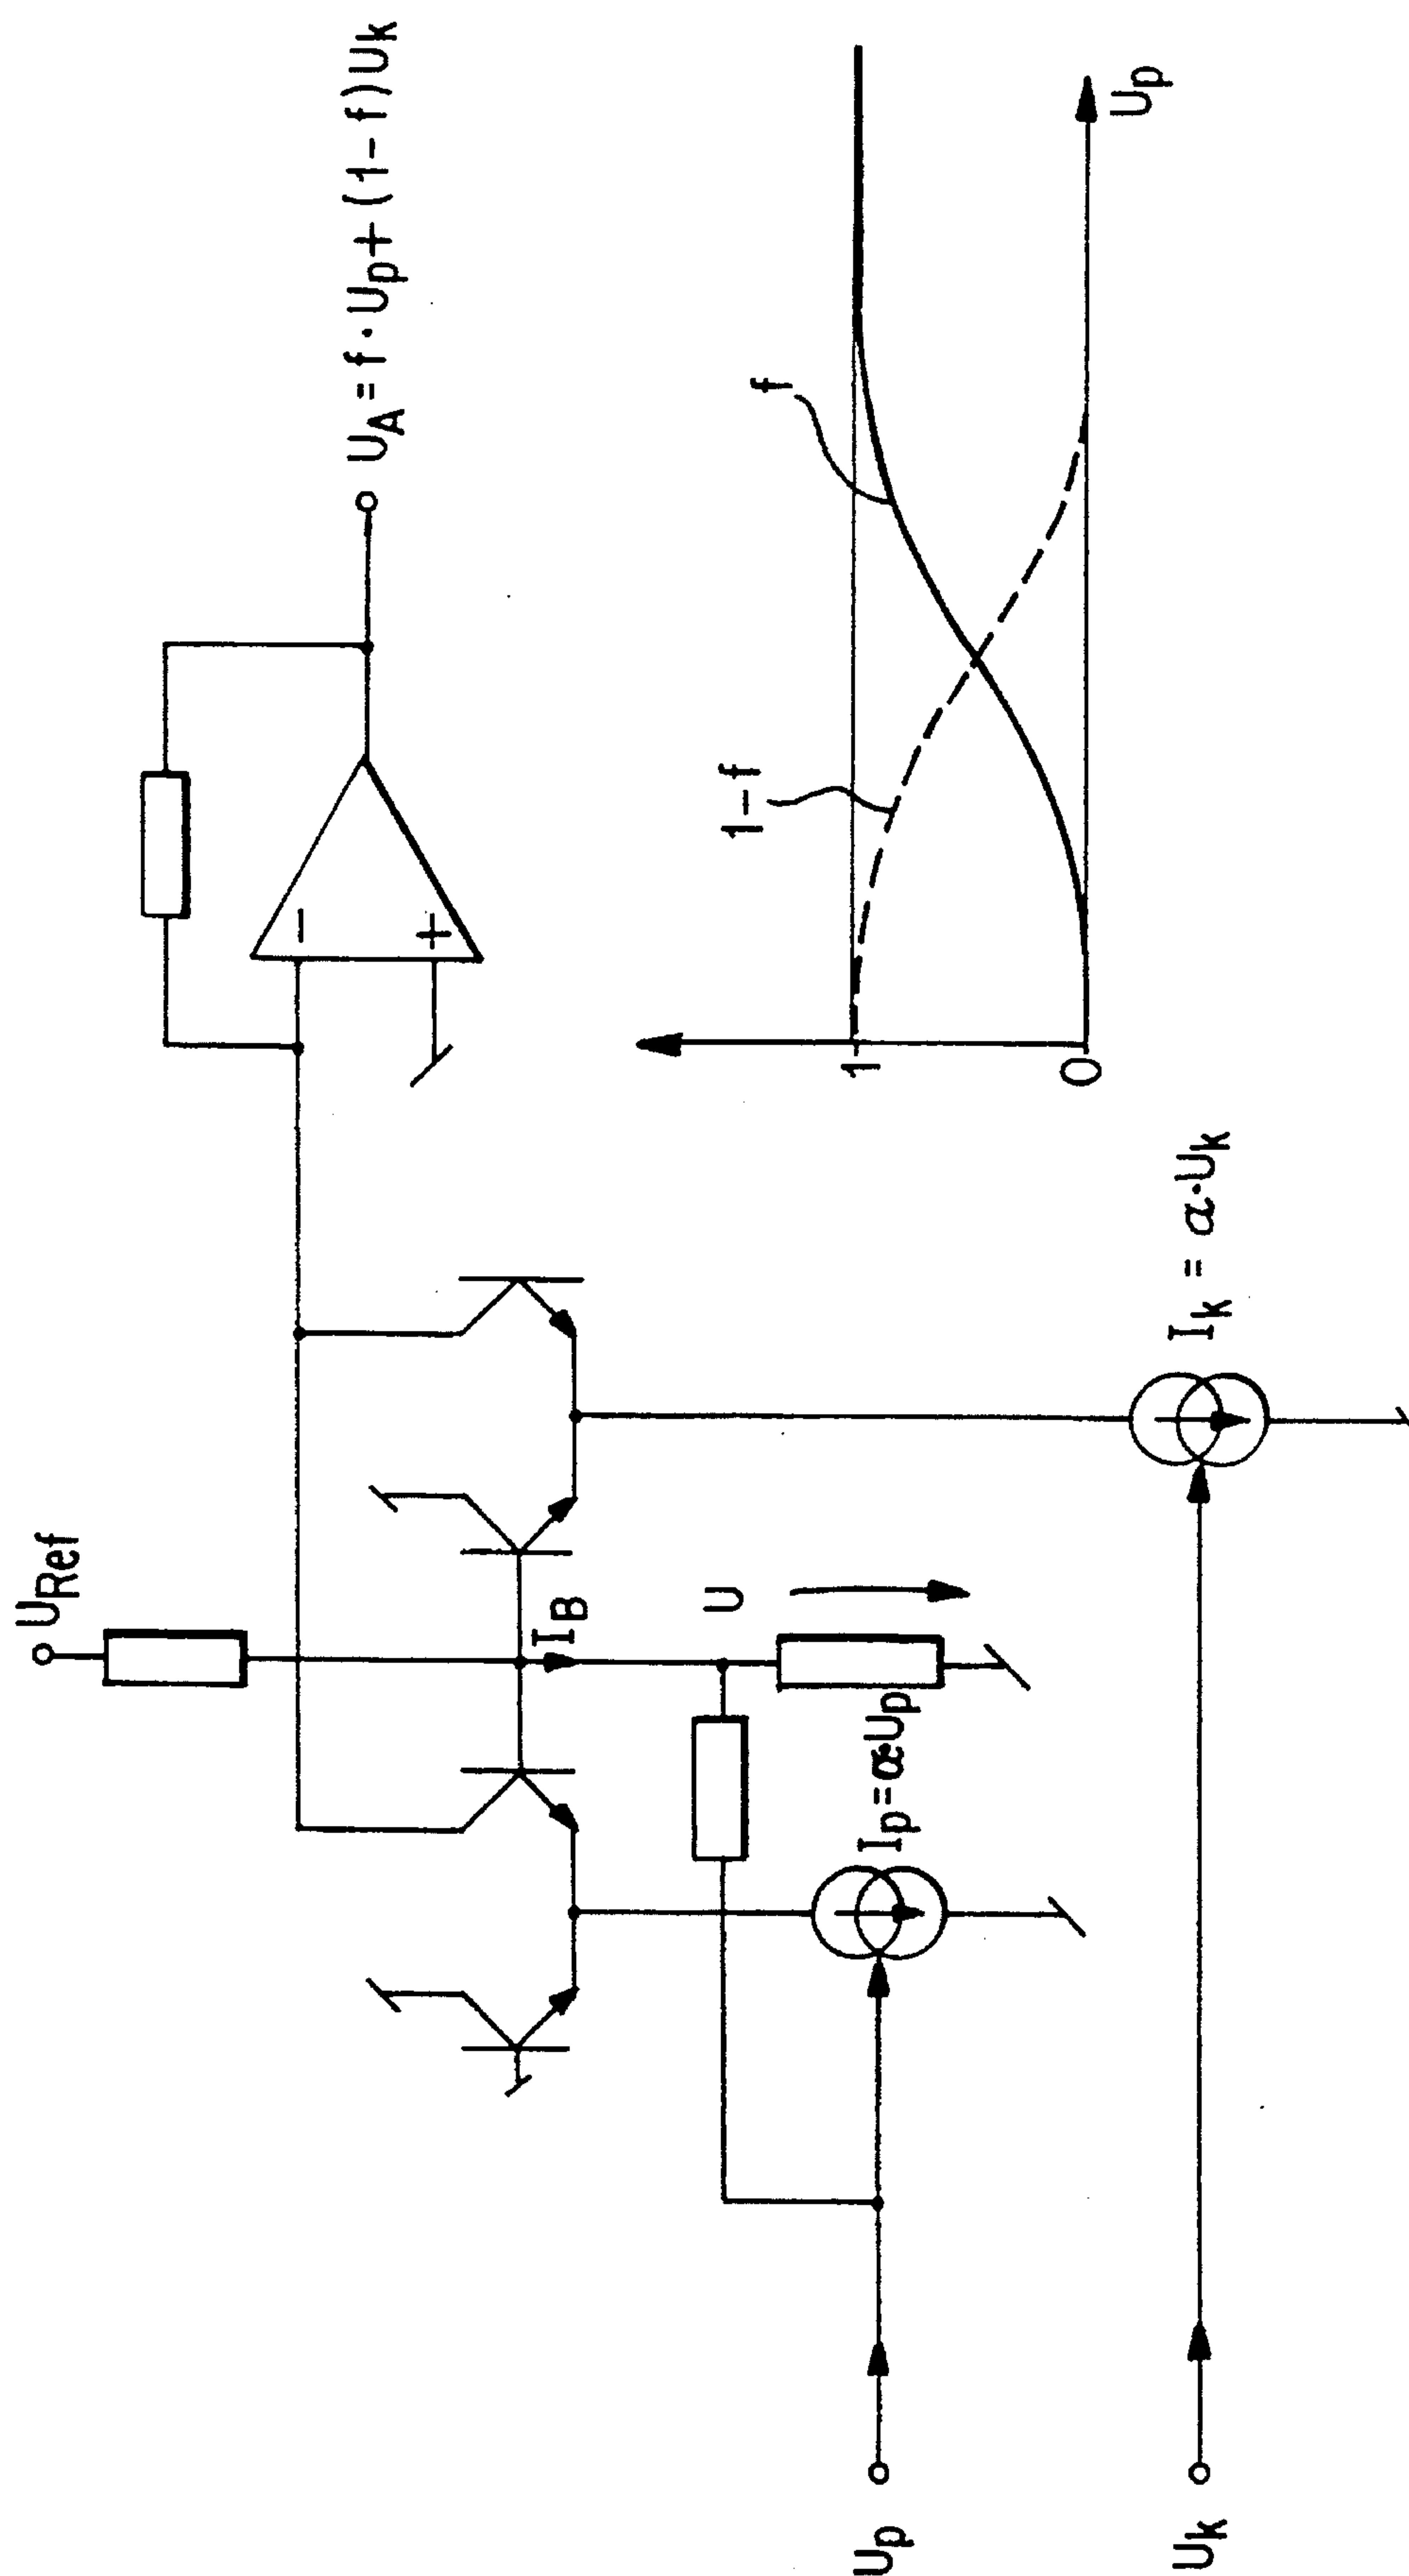 U_Ref
U_A = f · U_p + (1 - f) U_k
-
+
I_B
U
I_p = α · U_p
I_k = α · U_k
1
0
1-f
f
U_p
U_p
U_k